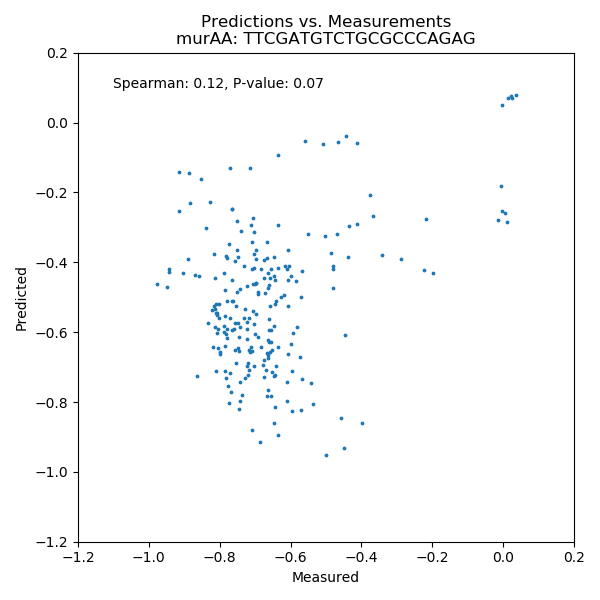 Predictions vs. Measurements
murAA: TTCGATGTCTGCGCCCAGAG
Spearman: 0.12, P-value: 0.07
0.2
0.0
−0.2
−0.4
−0.6
−0.8
−1.0
−1.2
Predicted
−1.2 −1.0 −0.8 −0.6 −0.4 −0.2 0.0 0.2
Measured